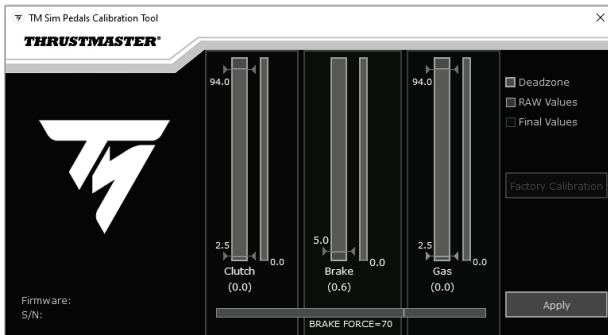 TM Sim Pedals Calibration Tool
THRUSTMASTER®
94.0
94.0
Deadzone
RAW Values
Final Values
Factory Calibration
2.5
5.0
2.5
0.0
0.0
0.0
Clutch
Brake
Gas
(0.0)
(0.6)
(0.0)
Firmware:
S/N:
Apply
BRAKE FORCE=70